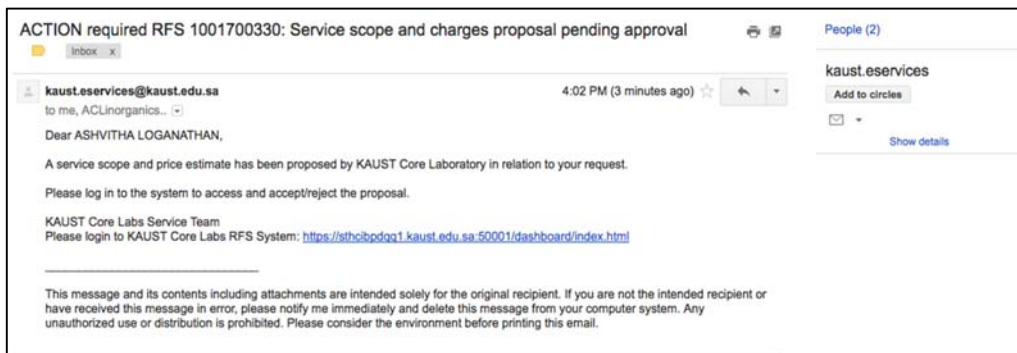 ACTION required RFS 1001700330: Service scope and charges proposal pending approval
Inbox x
kaust.eservices@kaust.edu.sa 4:02 PM (3 minutes ago)
to me, ACLinorganics..
Dear ASHVITHA LOGANATHAN,
A service scope and price estimate has been proposed by KAUST Core Laboratory in relation to your request.
Please log in to the system to access and accept/reject the proposal.
KAUST Core Labs Service Team
Please login to KAUST Core Labs RFS System: https://sthcibpdqq1.kaust.edu.sa:50001/dashboard/index.html
This message and its contents including attachments are intended solely for the original recipient. If you are not the intended recipient or
have received this message in error, please notify me immediately and delete this message from your computer system. Any
unauthorized use or distribution is prohibited. Please consider the environment before printing this email.
People (2)
kaust.eservices
Add to circles
Show details